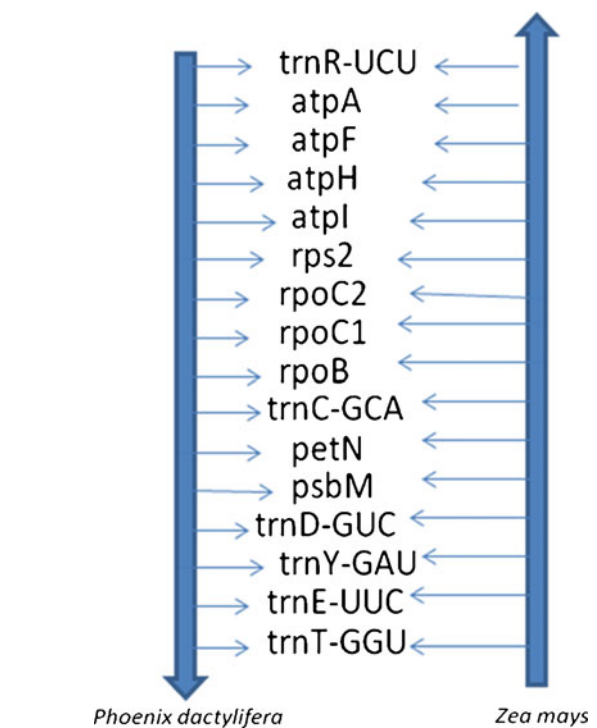 trnR-UCU
atpA
atpF
atpH
atpI
rps2
rpoC2
rpoC1
rpoB
trnC-GCA
petN
psbM
trnD-GUC
trnY-GAU
trnE-UUC
trnT-GGU
Phoenix dactylifera Zea mays